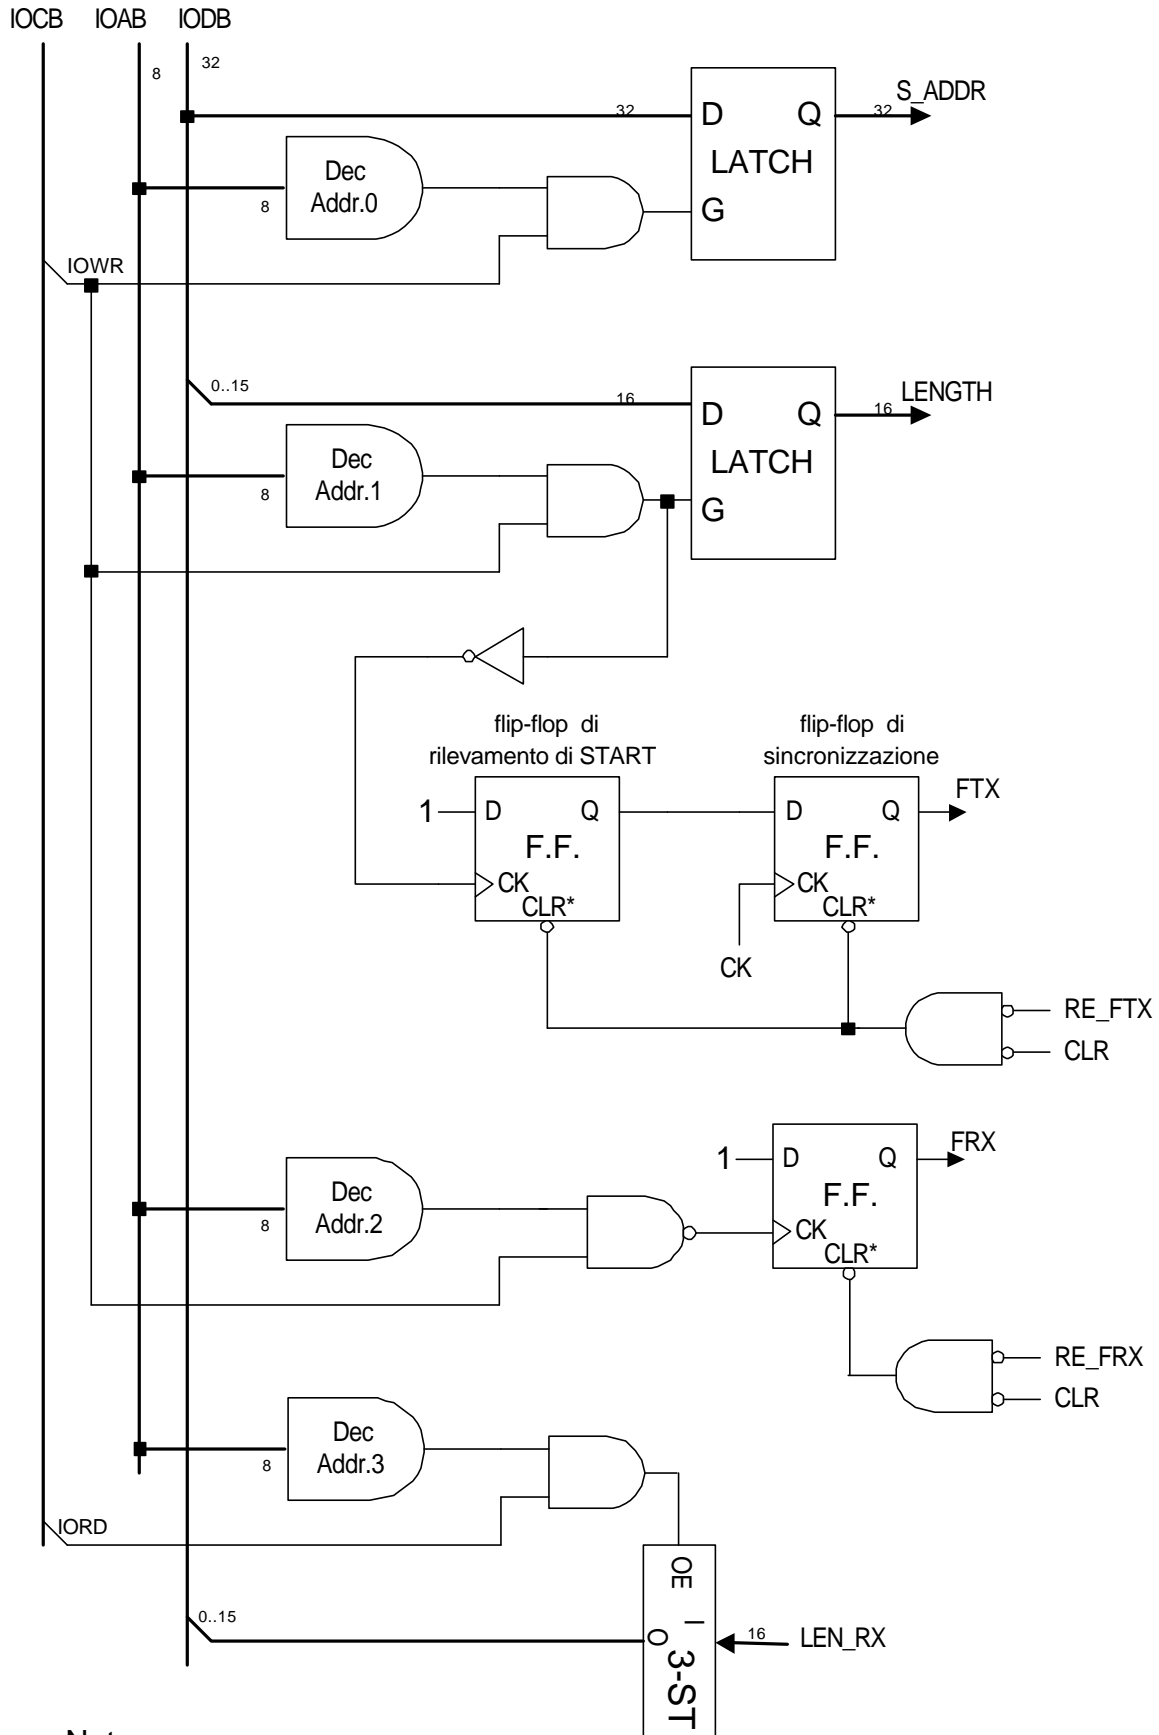 IOCB IOAB IODB
8 32
32 D Q 32 S_ADDR
LATCH
G
Dec
Addr.0
8
IOWR
0..15
16 D Q 16 LENGTH
LATCH
G
Dec
Addr.1
8
flip-flop di
rilevamento di START
flip-flop di
sincronizzazione
1 D Q
F.F.
CK
CLR*
D Q FTX
F.F.
CK
CLR*
CK
RE_FTX
CLR
Dec
Addr.2
8
1 D Q FRX
F.F.
CK
CLR*
RE_FRX
CLR
Dec
Addr.3
8
IORD
OE
I
O
3-ST
0..15
16 LEN_RX